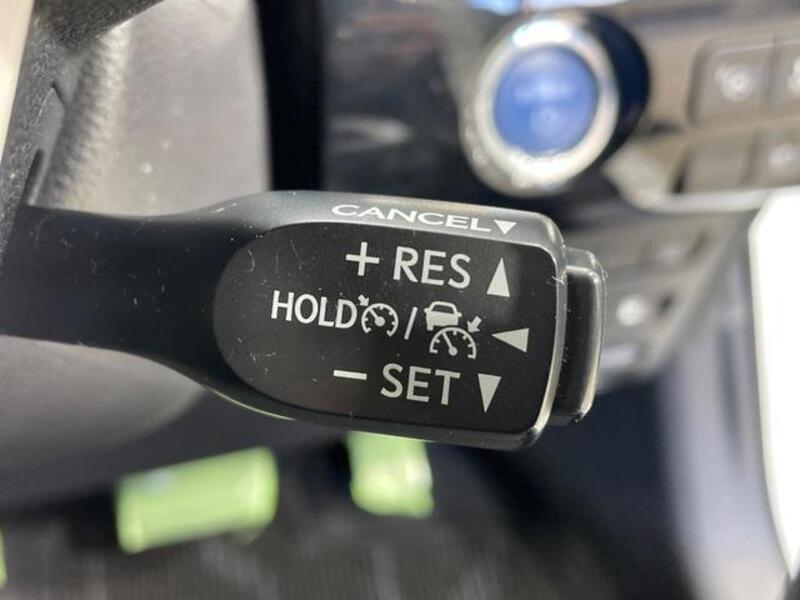 CANCEL▼
+ RES ▲
HOLD / ◀
− SET ▼